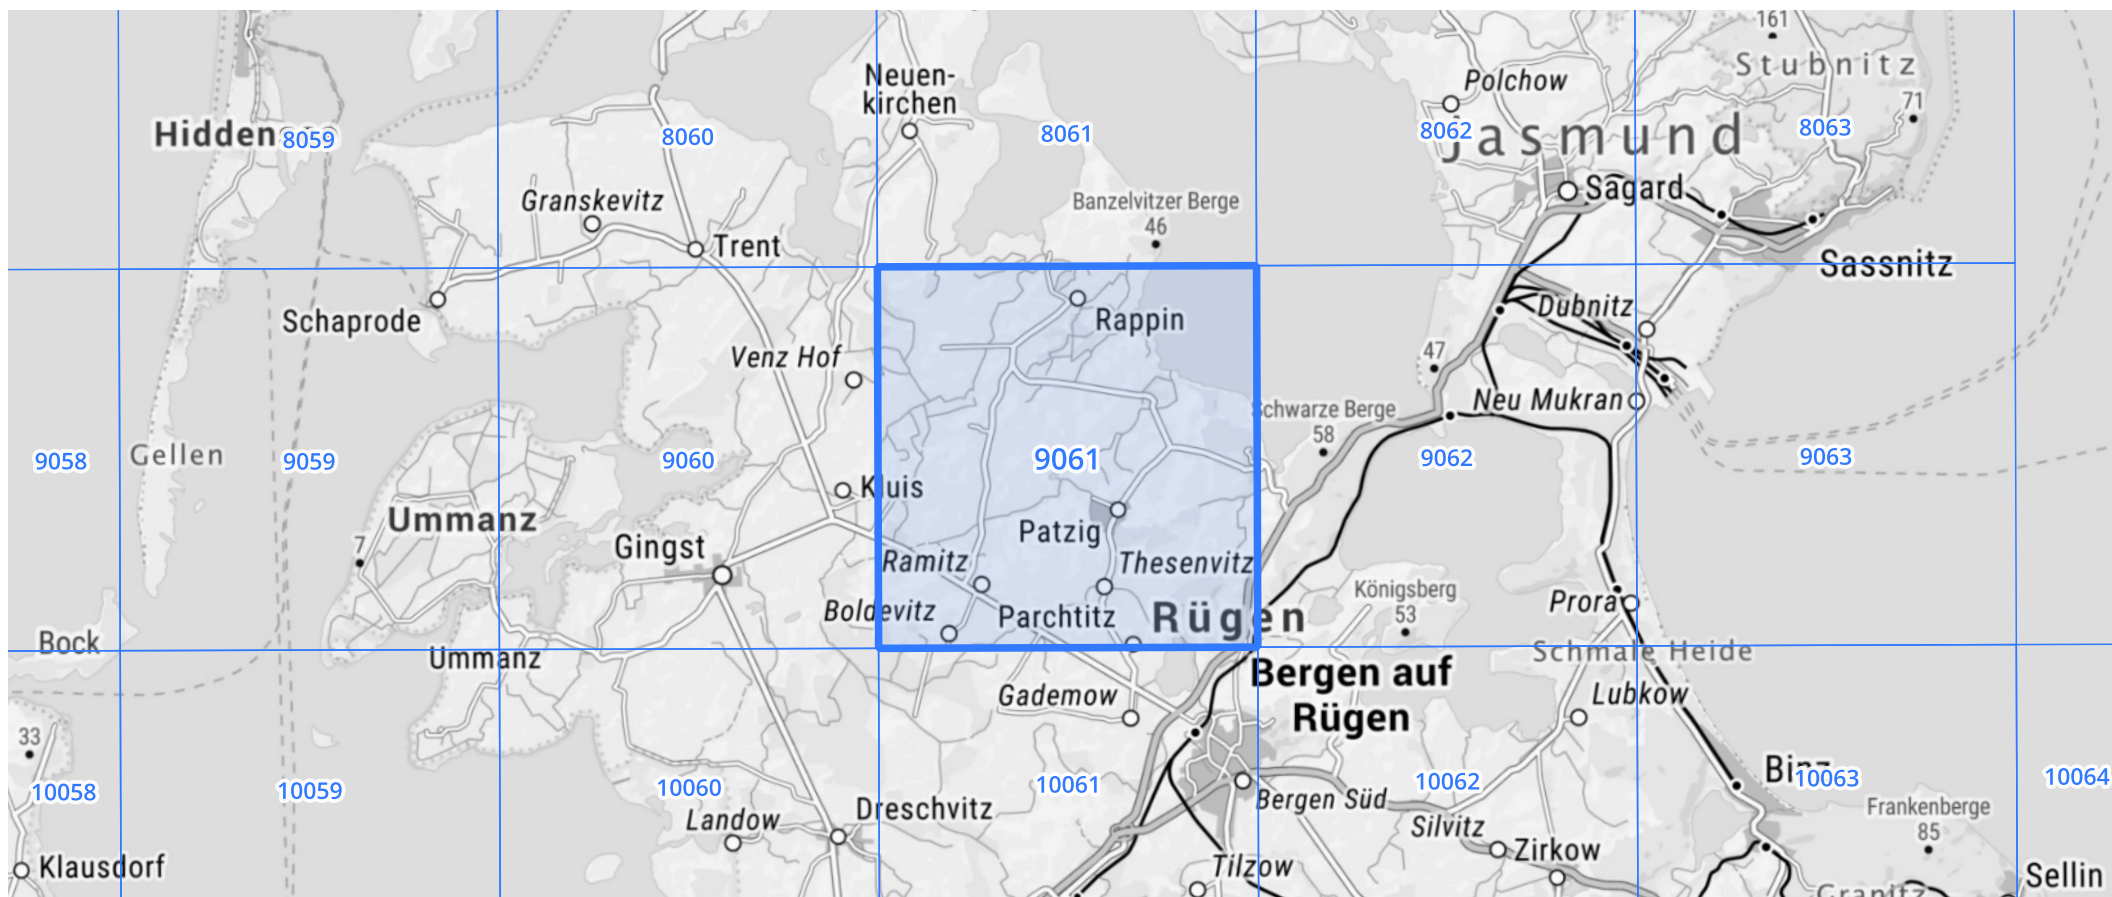 161
Stubnitz
Neuen-
kirchen
Polchow
71
Hidden
8059
8060
8061
8062
Jasmund
8063
Granskevitz
Banzelvitzer Berge
46
Sagard
Trent
Sassnitz
Schaprode
Rappin
Dubnitz
Venz Hof
47
Neu Mukran
Schwarze Berge
58
9058
Gellen
9059
9060
9061
9062
9063
Kluis
Ummanz
7
Gingst
Patzig
Ramitz
Thesenvitz
Königsberg
53
Boldevitz
Parchtitz
Rügen
Prora
Bock
Ummanz
Schmale Heide
Bergen auf
Rügen
Gademow
Lubkow
33
10058
10059
10060
10061
10062
Binz
10063
10064
Dreschvitz
Bergen Süd
Frankenberge
85
Landow
Silvitz
Zirkow
Klausdorf
Tilzow
Sellin
Granitz